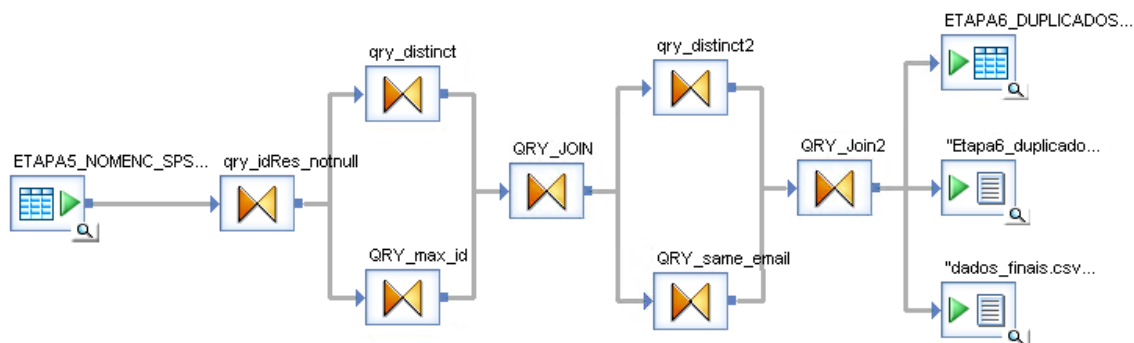 ETAPA6_DUPLICADOS...
qry_distinct
qry_distinct2
ETAPA5_NOMENC_SPS...
qry_idRes_notnull
QRY_JOIN
QRY_Join2
"Etapa6_duplicado...
QRY_max_id
QRY_same_email
"dados_finais.csv...